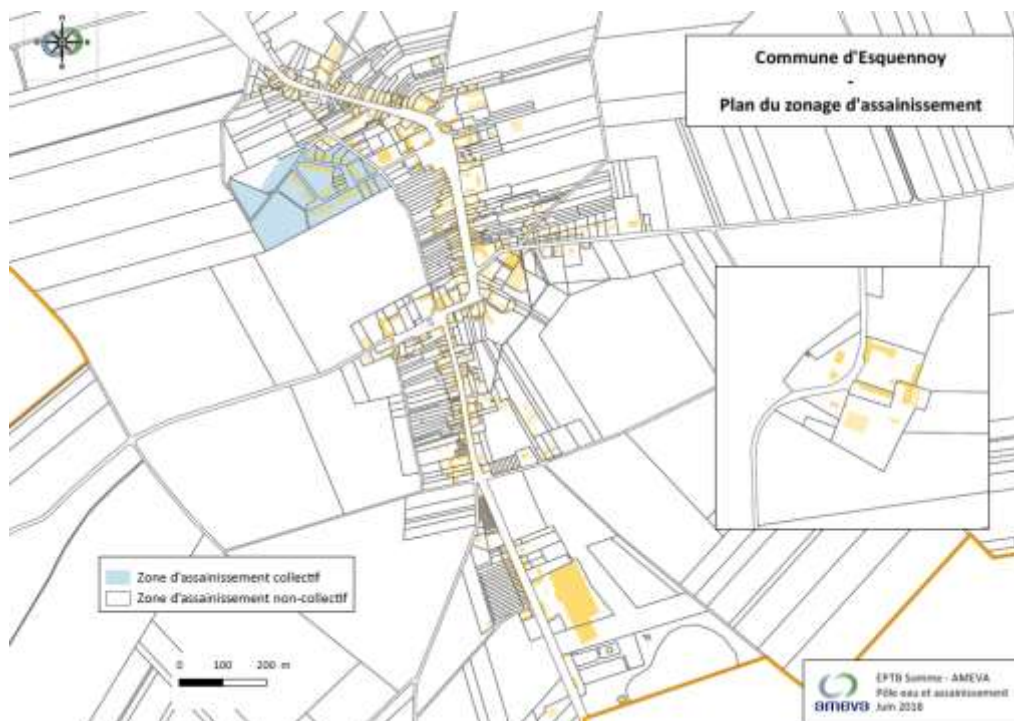 Commune d'Esquennoy
-
Plan du zonage d'assainissement
Zone d'assainissement collectif
Zone d'assainissement non-collectif
0 100 200 m
EPTB Somme - AMEVA
Pôle eau et assainissement
Juin 2018
ameva